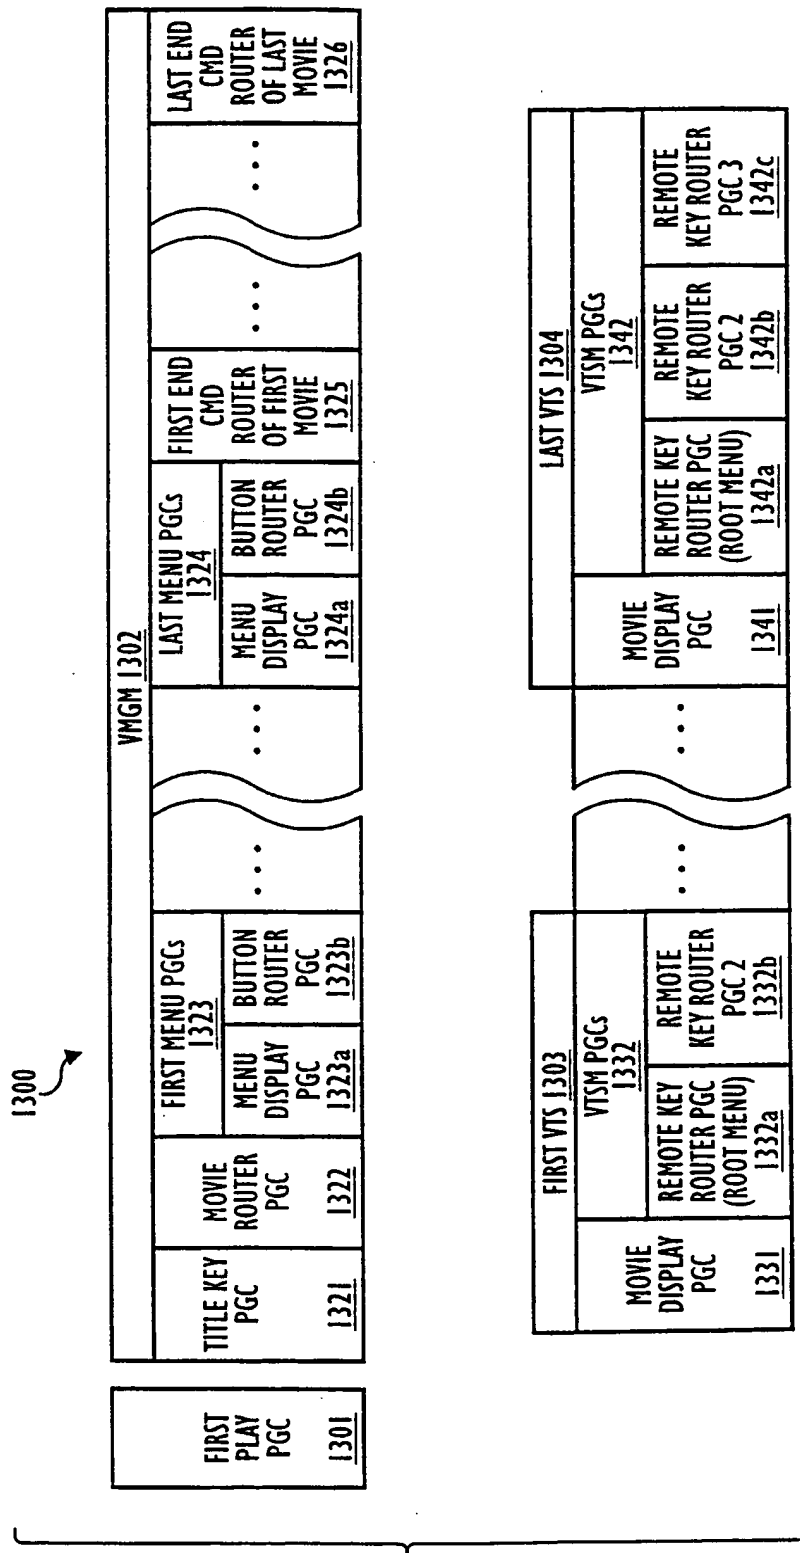 1300
FIRST
PLAY
PGC
1301
VMGM 1302
TITLE KEY
PGC
1321
MOVIE
ROUTER
PGC
1322
FIRST MENU PGCs
1323
MENU
DISPLAY
PGC
1323a
BUTTON
ROUTER
PGC
1323b
...
...
LAST MENU PGCs
1324
MENU
DISPLAY
PGC
1324a
BUTTON
ROUTER
PGC
1324b
FIRST END
CMD
ROUTER
OF FIRST
MOVIE
1325
...
...
LAST END
CMD
ROUTER
OF LAST
MOVIE
1326
FIRST VTS 1303
MOVIE
DISPLAY
PGC
1331
VTSM PGCs
1332
REMOTE KEY
ROUTER PGC
(ROOT MENU)
1332a
REMOTE
KEY ROUTER
PGC 2
1332b
...
...
LAST VTS 1304
MOVIE
DISPLAY
PGC
1341
VTSM PGCs
1342
REMOTE KEY
ROUTER PGC
(ROOT MENU)
1342a
REMOTE
KEY ROUTER
PGC 2
1342b
REMOTE
KEY ROUTER
PGC 3
1342c